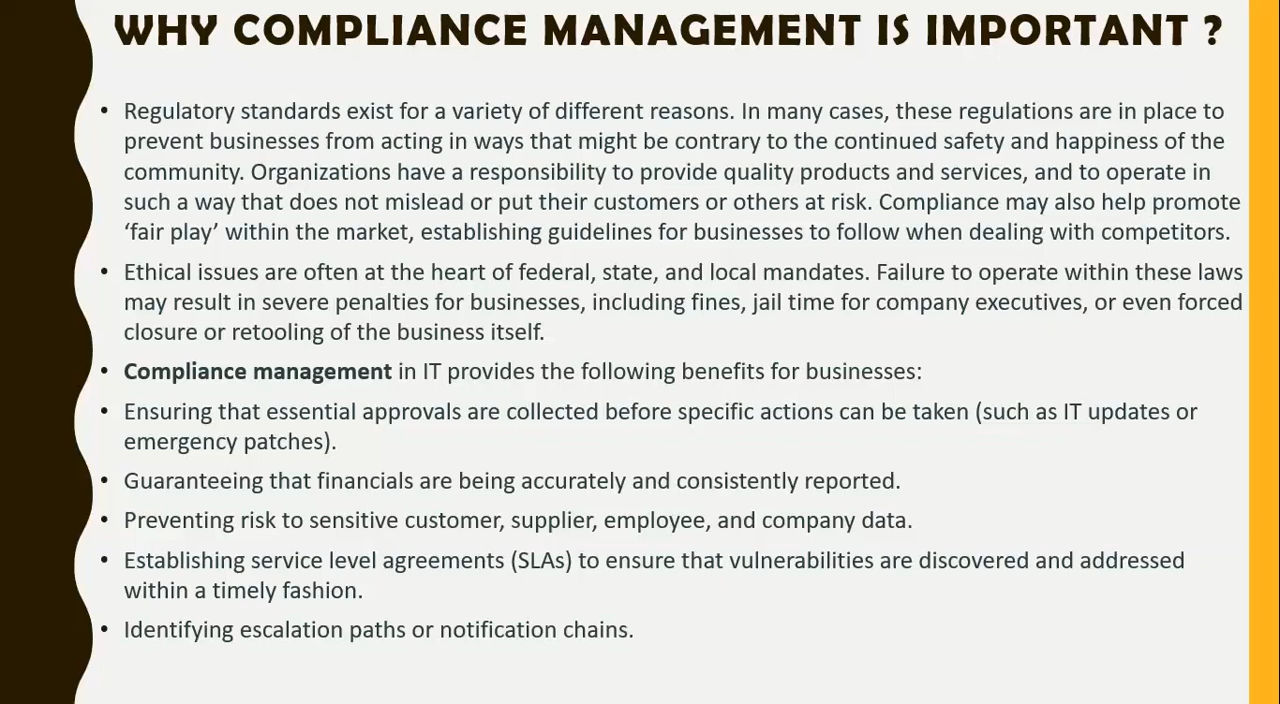 WHY COMPLIANCE MANAGEMENT IS IMPORTANT ?
• Regulatory standards exist for a variety of different reasons. In many cases, these regulations are in place to
prevent businesses from acting in ways that might be contrary to the continued safety and happiness of the
community. Organizations have a responsibility to provide quality products and services, and to operate in
such a way that does not mislead or put their customers or others at risk. Compliance may also help promote
‘fair play’ within the market, establishing guidelines for businesses to follow when dealing with competitors.
• Ethical issues are often at the heart of federal, state, and local mandates. Failure to operate within these laws
may result in severe penalties for businesses, including fines, jail time for company executives, or even forced
closure or retooling of the business itself.
• Compliance management in IT provides the following benefits for businesses:
• Ensuring that essential approvals are collected before specific actions can be taken (such as IT updates or
emergency patches).
• Guaranteeing that financials are being accurately and consistently reported.
• Preventing risk to sensitive customer, supplier, employee, and company data.
• Establishing service level agreements (SLAs) to ensure that vulnerabilities are discovered and addressed
within a timely fashion.
• Identifying escalation paths or notification chains.